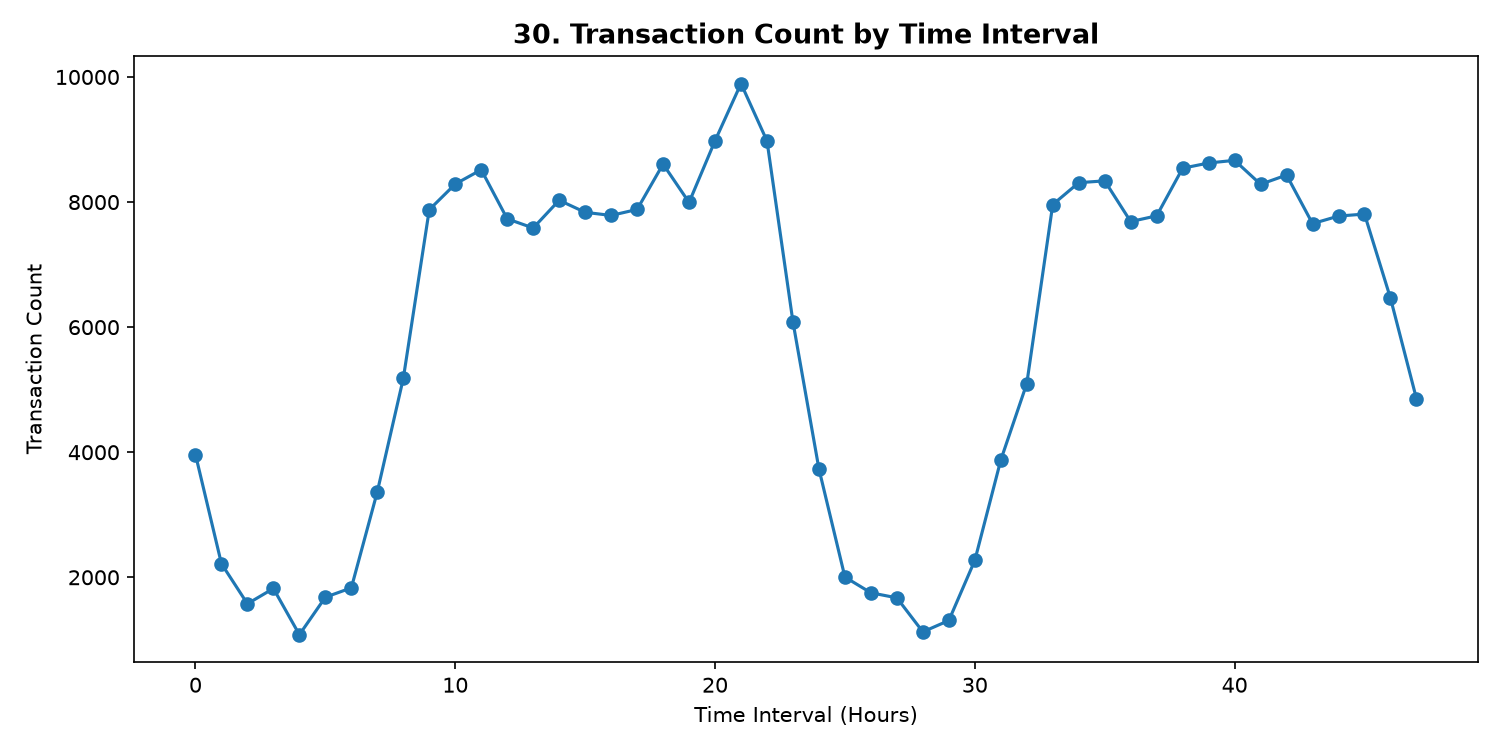 30. Transaction Count by Time Interval
10000
8000
6000
4000
2000
Transaction Count
0 10 20 30 40
Time Interval (Hours)